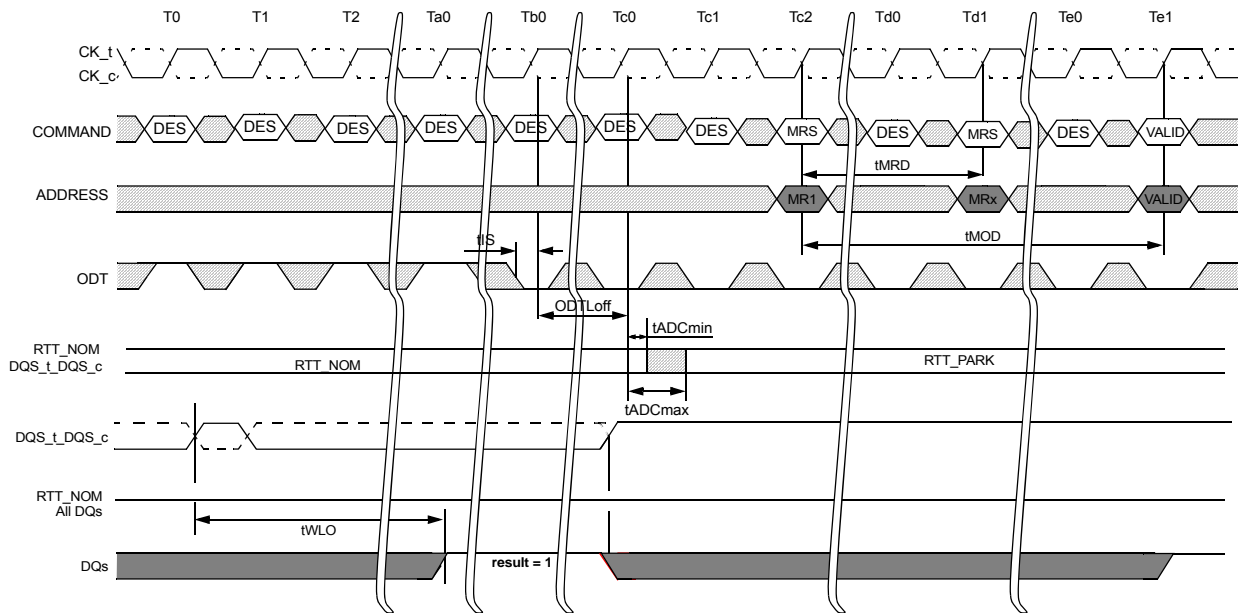 T0 T1 T2 Ta0 Tb0 Tc0 Tc1 Tc2 Td0 Td1 Te0 Te1
CK_t
CK_c
COMMAND DES DES DES DES DES DES DES MRS DES MRS DES VALID
tMRD
ADDRESS MR1 MRx VALID
tIS tMOD
ODT
ODTLoff
tADCmin
RTT_NOM
DQS_t_DQS_c RTT_NOM RTT_PARK
tADCmax
DQS_t_DQS_c
RTT_NOM
All DQs
tWLO
result = 1
DQs